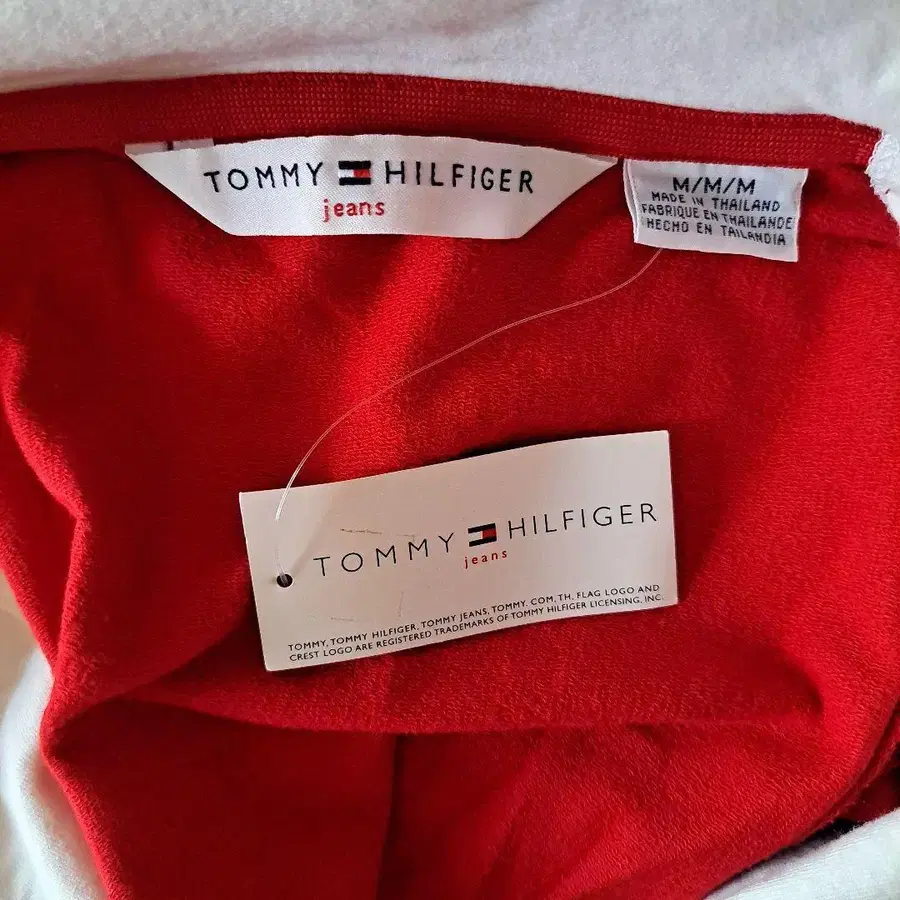 TOMMY HILFIGER
jeans
M/M/M
MADE IN THAILAND
FABRIQUE EN THAILANDE
HECHO EN TAILANDIA
TOMMY HILFIGER
jeans
TOMMY, TOMMY HILFIGER, TOMMY JEANS, TOMMY. COM, TH, FLAG LOGO AND
CREST LOGO ARE REGISTERED TRADEMARKS OF TOMMY HILFIGER LICENSING, INC.